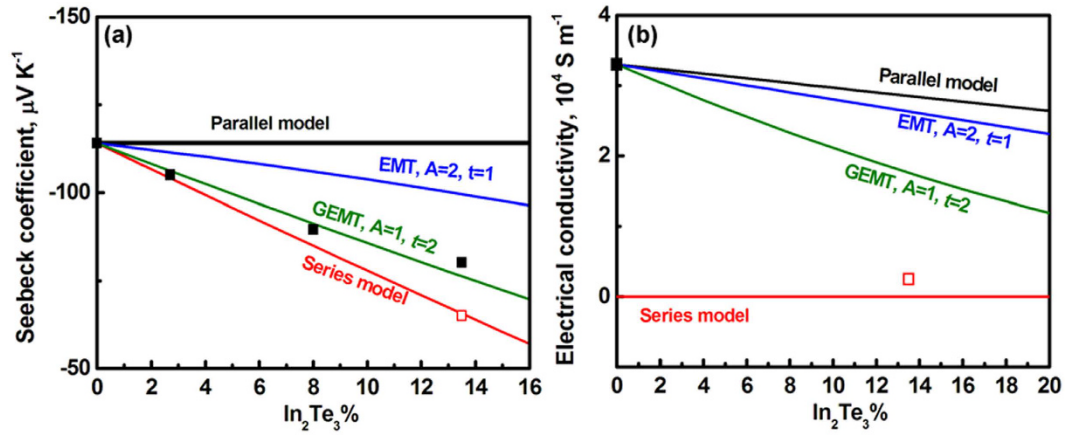 (a)
Seebeck coefficient, μV K⁻¹
-150
-100
-50
Parallel model
EMT, A=2, t=1
GEMT, A=1, t=2
Series model
0 2 4 6 8 10 12 14 16
In₂Te₃%
(b)
Electrical conductivity, 10⁴ S m⁻¹
4
2
0
Parallel model
EMT, A=2, t=1
GEMT, A=1, t=2
Series model
0 2 4 6 8 10 12 14 16 18 20
In₂Te₃%